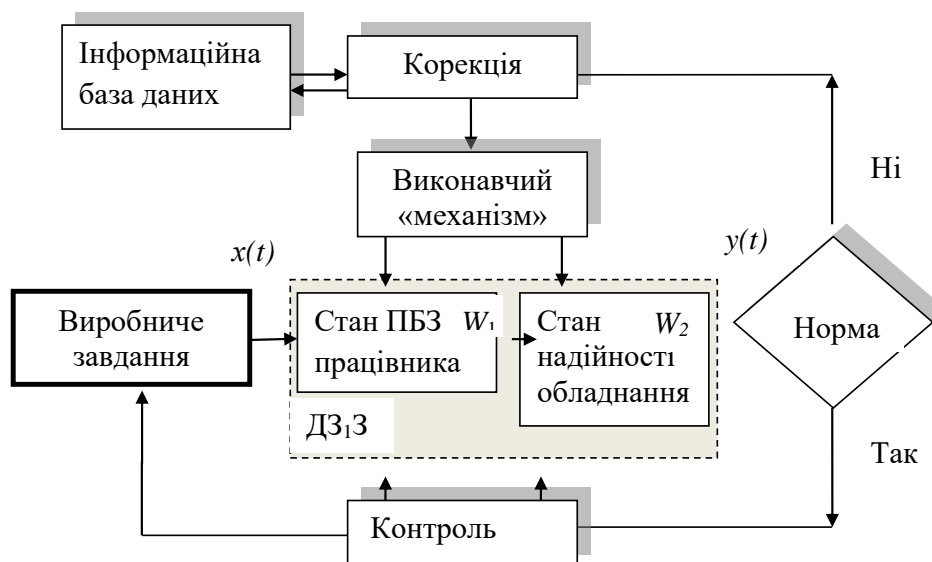 Інформаційна
база даних
Корекція
Виконавчий
«механізм»
Ні
x(t)
y(t)
Виробниче
завдання
Стан ПБЗ W₁
працівника
Стан W₂
надійності
обладнання
Норма
ДЗ₁З
Так
Контроль